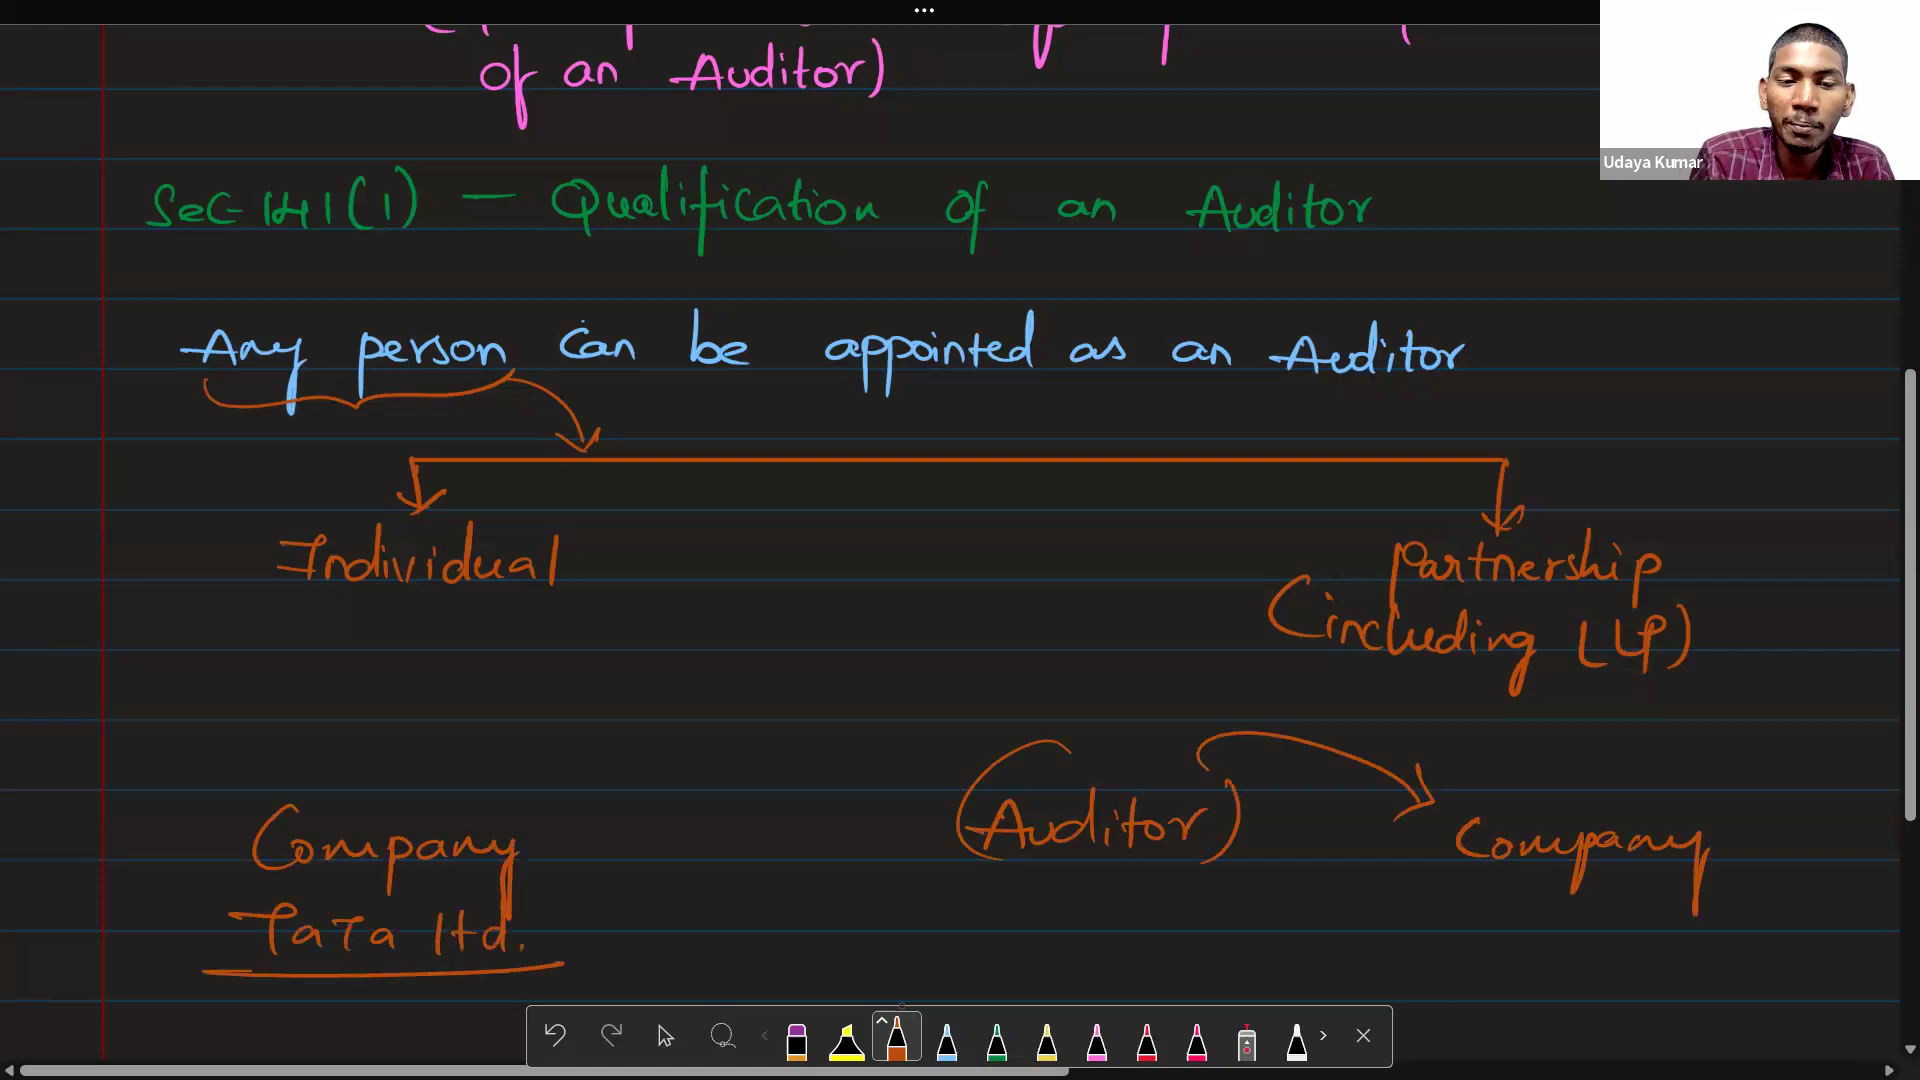 of an Auditor)
Udaya Kumar
Sec 141(1) — Qualification of an Auditor
Any person can be appointed as an Auditor
Individual
Partnership
(including LLP)
(Auditor)
Company
Company
TaTa ltd.